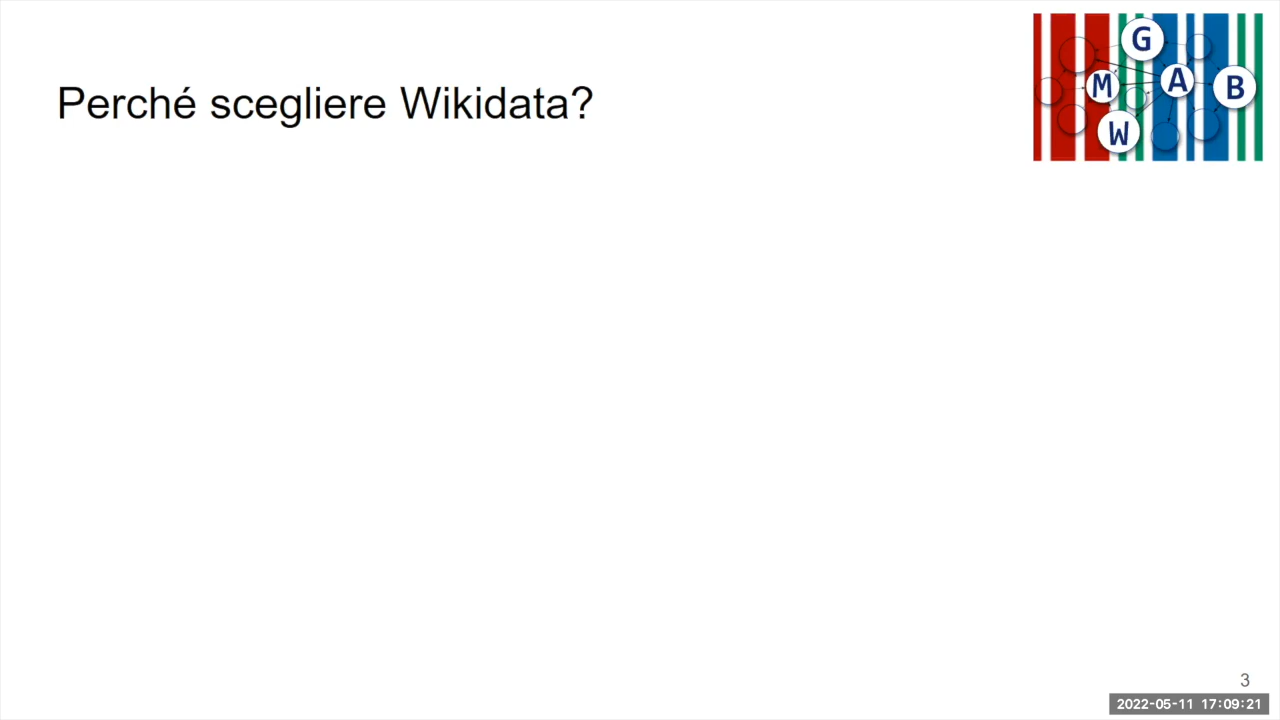 G
M A B
W
Perché scegliere Wikidata?
3
2022-05-11 17:09:21